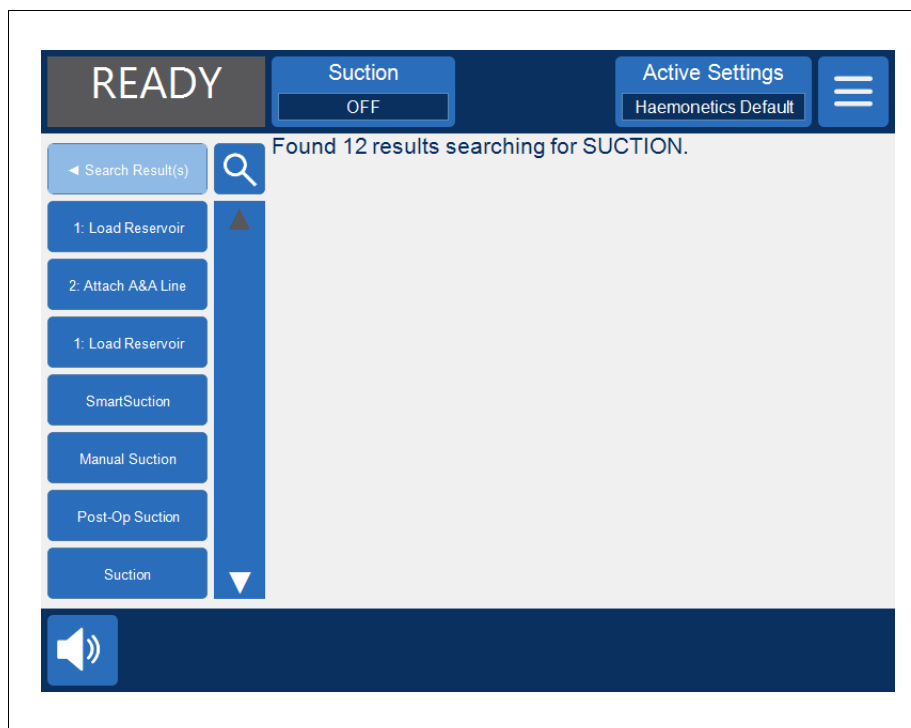 READY
Suction
OFF
Active Settings
Haemonetics Default
Found 12 results searching for SUCTION.
◄ Search Result(s)
1: Load Reservoir
2: Attach A&A Line
1: Load Reservoir
SmartSuction
Manual Suction
Post-Op Suction
Suction